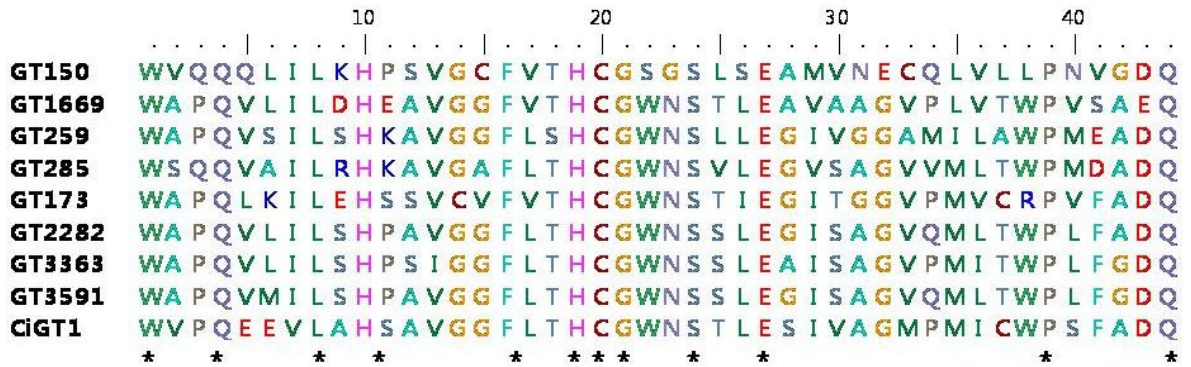 10 20 30 40
GT150 WVQQQLILKHPSVGCFVTHCGSGSLSEAMVNECQLVLLPNVGDQ
GT1669 WAPQVLILDHEAVGGFVTHCGWNSTLEAVAAGVPLVTWPVSAEQ
GT259 WAPQVSILSHKAVGGFLSHCGWNSLLEGIVGGAMILAWPMEADQ
GT285 WSQQVAILRHKAVGAFLTHCGWNSVLEGVSAGVVMLTWPMDADQ
GT173 WAPQLKILEHSSVCVFVTHCGWNSTIEGITGGVPMVCRPVFADQ
GT2282 WAPQVLILSHPAVGGFLTHCGWNSSLEGISAGVQMLTWPLFADQ
GT3363 WAPQVLILSHPSIGGFLTHCGWNSSLEAISAGVPMITWPLFGDQ
GT3591 WAPQVMILSHPAVGGFLTHCGWNSSLEGISAGVQMLTWPLFGDQ
CiGT1 WVPQEEVLAHSAVGGFLTHCGWNSTLESIVAGMPMICWPSFADQ
* * * * * * * * * * * *